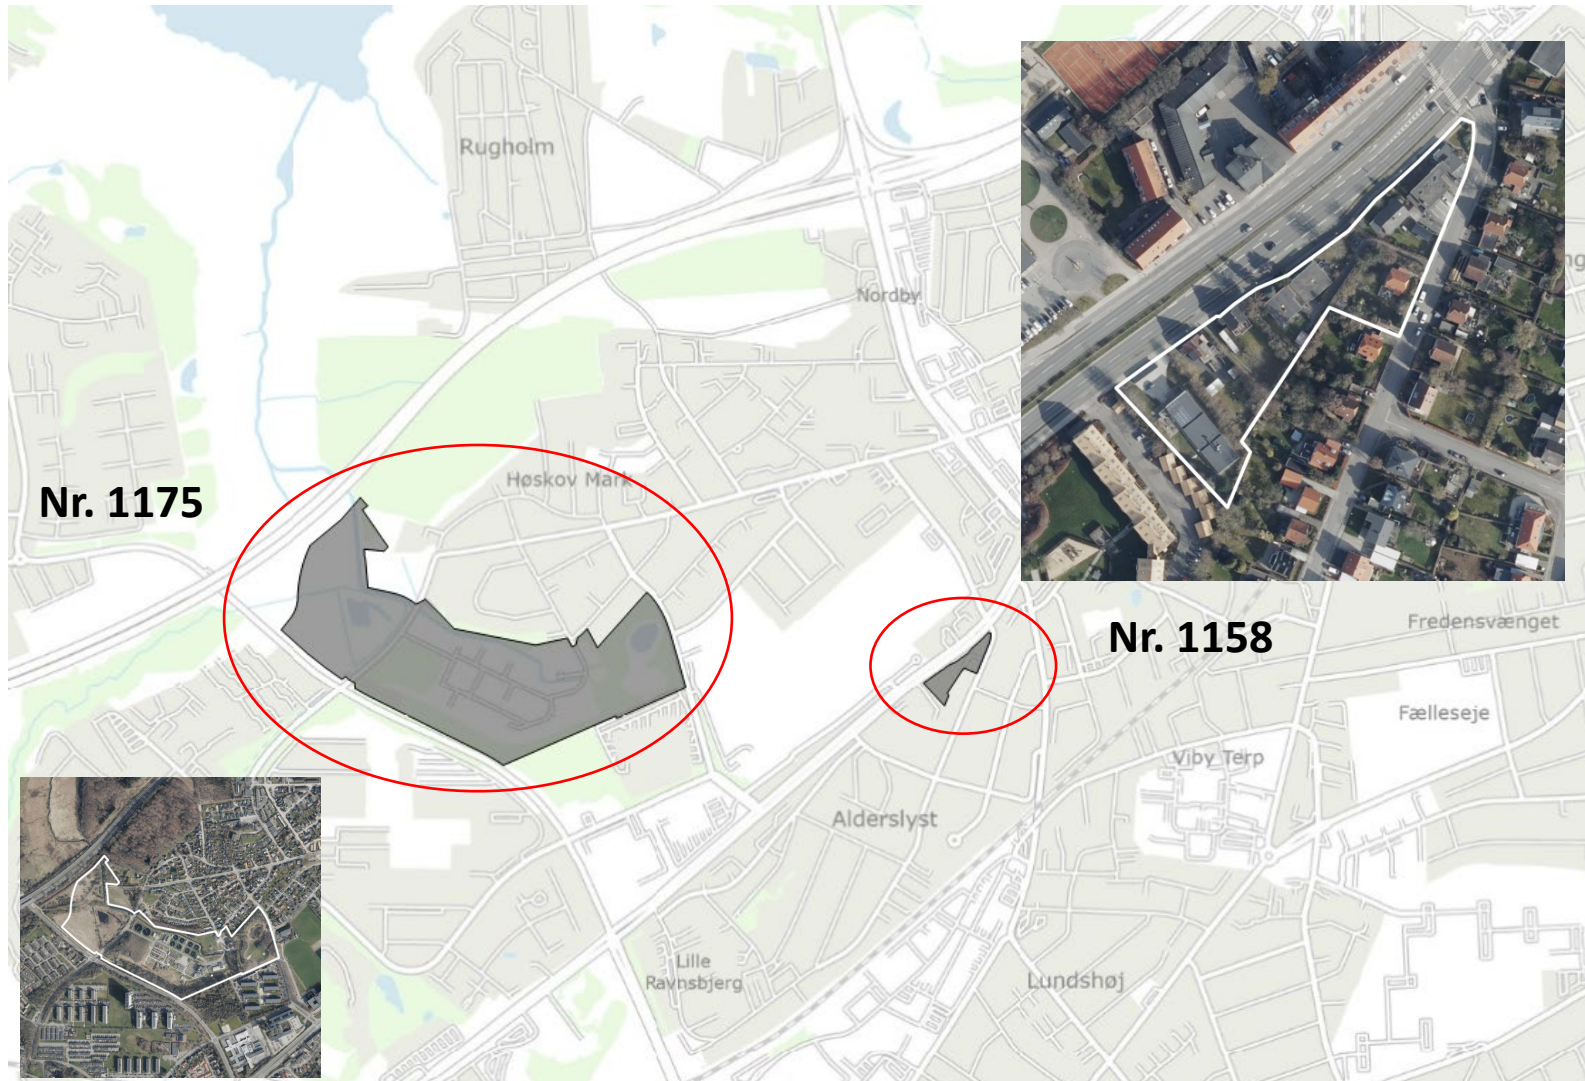 Rugholm
Nordby
Høskov Mark
Nr. 1175
Nr. 1158
Fredensvænget
Fælleseje
Viby Terp
Alderslyst
Lille
Ravnsbjerg
Lundshøj